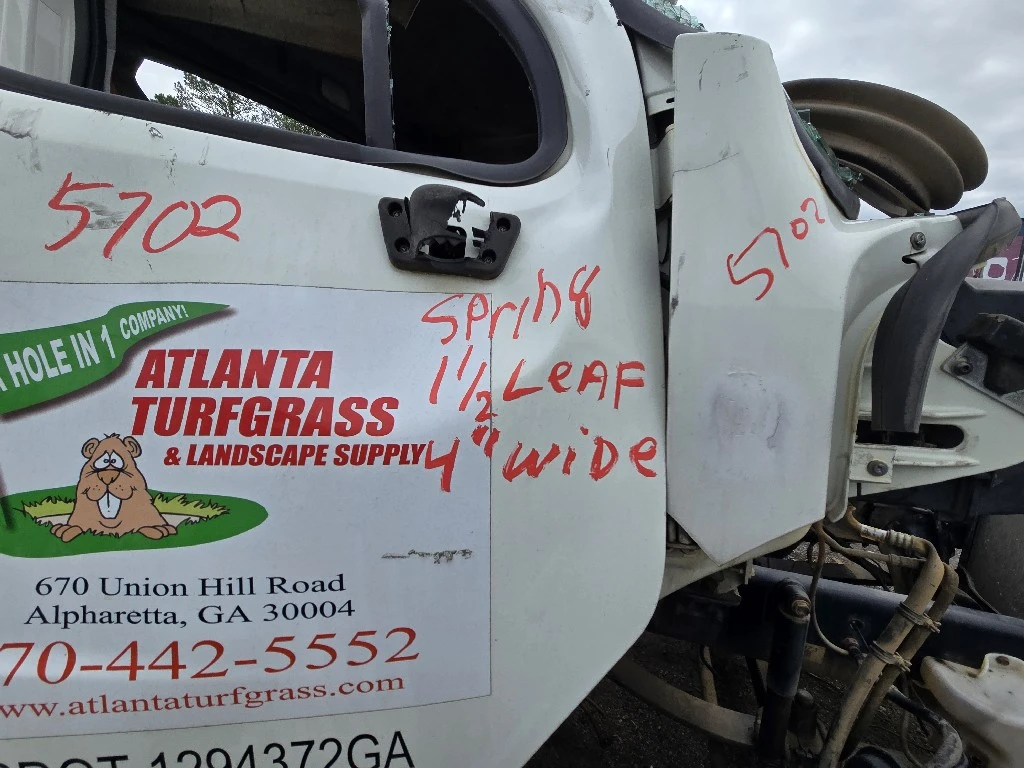 5702
5702
Spring
1 1/2 LeAF
4" wiDe
HOLE IN 1 COMPANY!
ATLANTA
TURFGRASS
& LANDSCAPE SUPPLY
670 Union Hill Road
Alpharetta, GA 30004
70-442-5552
www.atlantaturfgrass.com
DOT 1294372GA